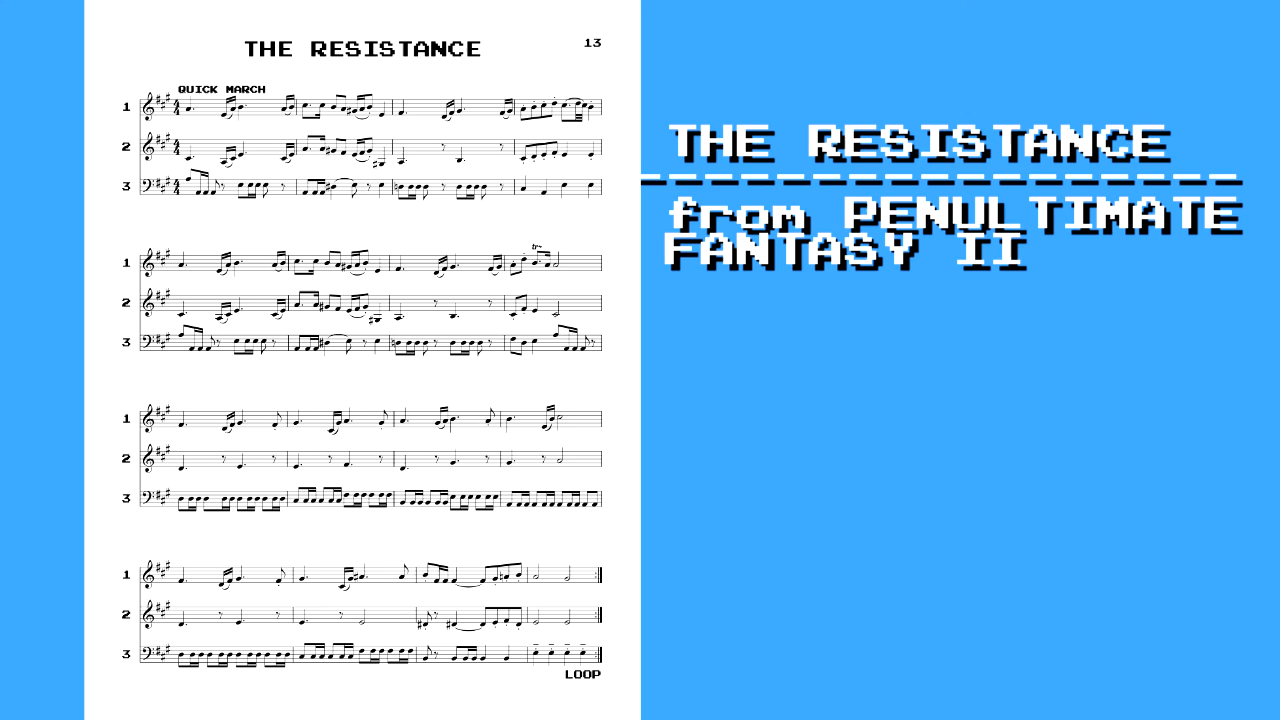 THE RESISTANCE
13
QUICK MARCH
1
2
3
1
2
3
1
2
3
1
2
3
LOOP
THE RESISTANCE
from PENULTIMATE
FANTASY II